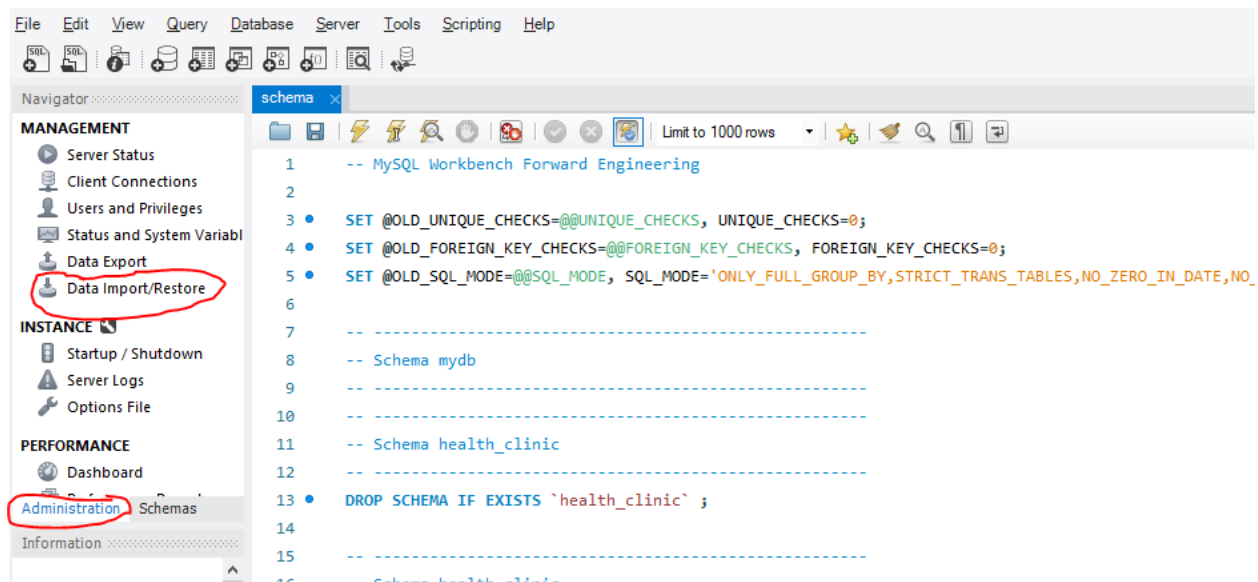 File Edit View Query Database Server Tools Scripting Help
SQL SQL
Navigator
MANAGEMENT
Server Status
Client Connections
Users and Privileges
Status and System Variabl
Data Export
Data Import/Restore
INSTANCE
Startup / Shutdown
Server Logs
Options File
PERFORMANCE
Dashboard
Administration Schemas
Information
schema
Limit to 1000 rows
1 -- MySQL Workbench Forward Engineering
2
3 SET @OLD_UNIQUE_CHECKS=@@UNIQUE_CHECKS, UNIQUE_CHECKS=0;
4 SET @OLD_FOREIGN_KEY_CHECKS=@@FOREIGN_KEY_CHECKS, FOREIGN_KEY_CHECKS=0;
5 SET @OLD_SQL_MODE=@@SQL_MODE, SQL_MODE='ONLY_FULL_GROUP_BY,STRICT_TRANS_TABLES,NO_ZERO_IN_DATE,NO_
6
7 -- -----------------------------------------------------
8 -- Schema mydb
9 -- -----------------------------------------------------
10 -- -----------------------------------------------------
11 -- Schema health_clinic
12 -- -----------------------------------------------------
13 DROP SCHEMA IF EXISTS `health_clinic` ;
14
15 -- -----------------------------------------------------